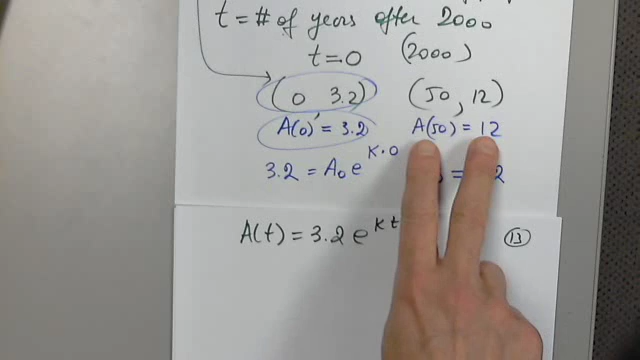 t = # of years after 2000
t = 0 (2000)
(0 3.2) (50, 12)
A(0) = 3.2 A(50) = 12
3.2 = A₀ e^{K·0} = 2
A(t) = 3.2 e^{kt} 13